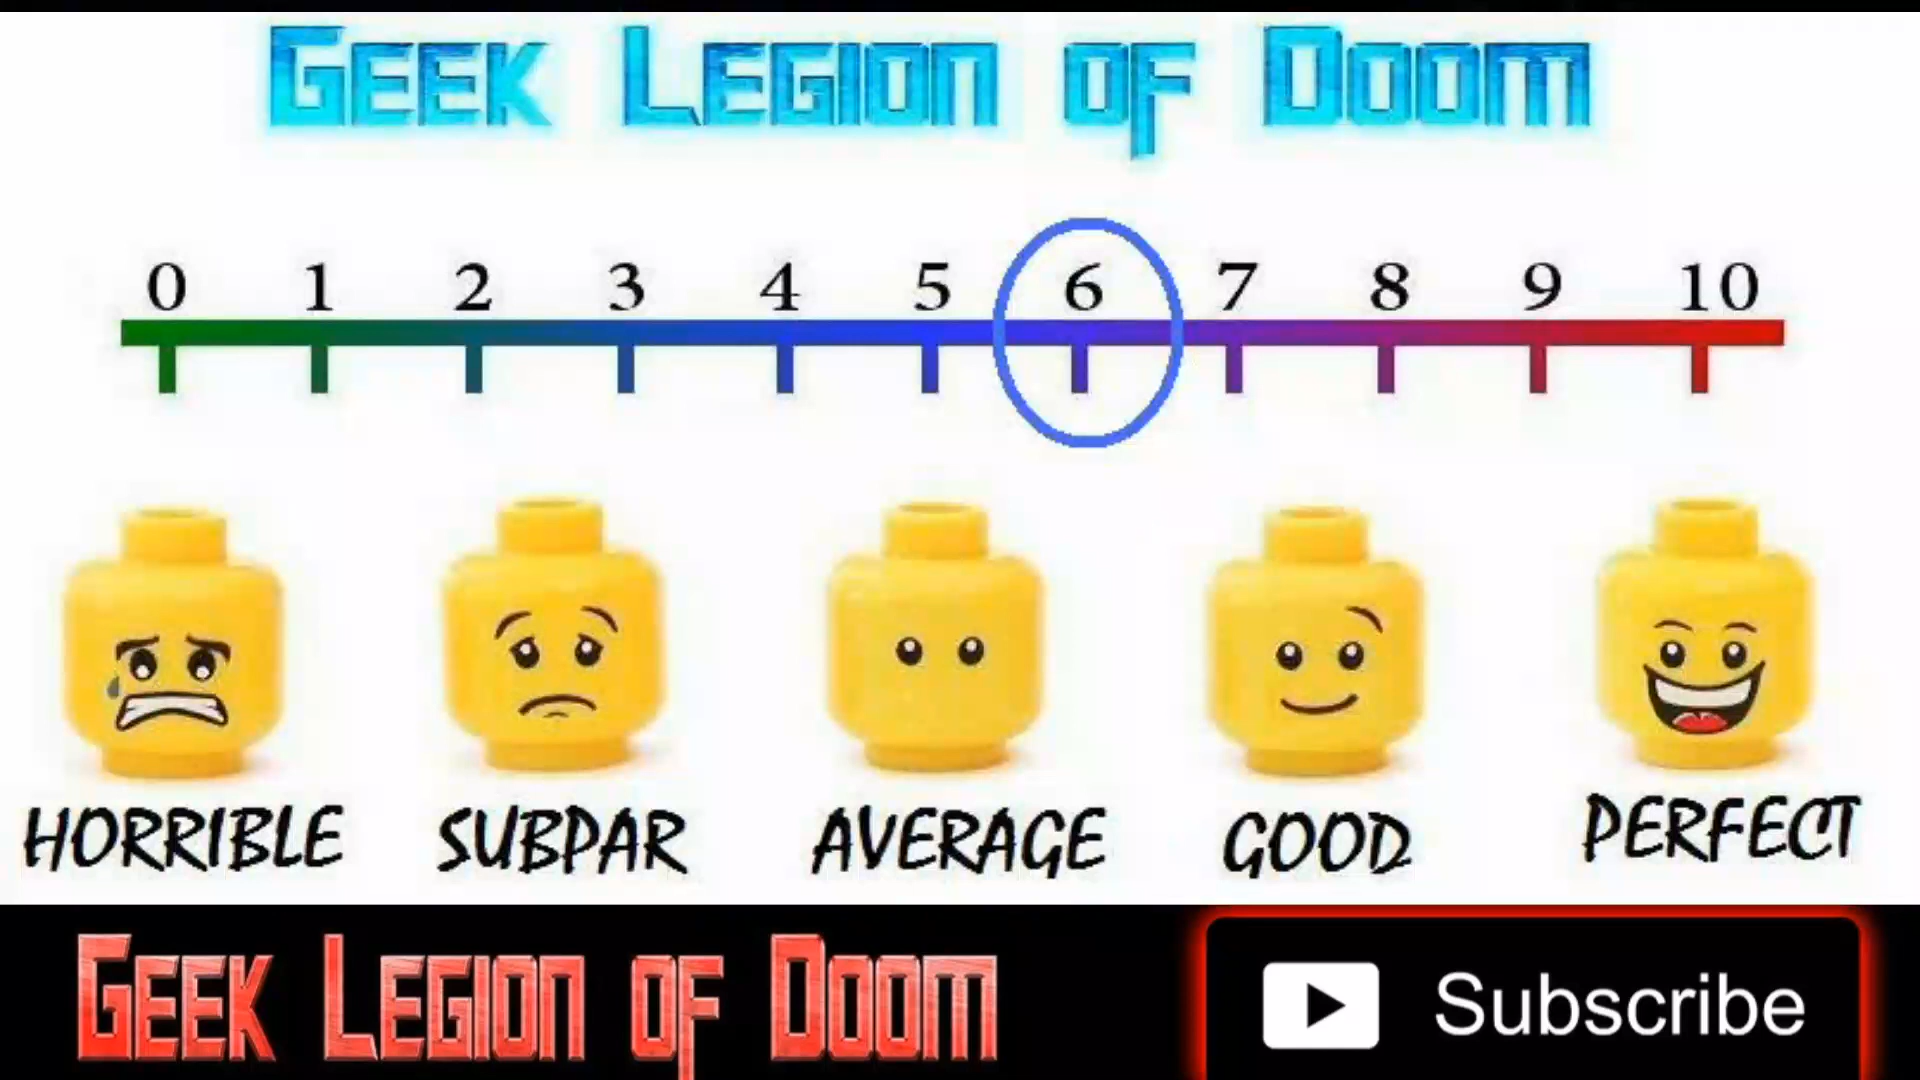 Geek Legion of Doom
0 1 2 3 4 5 6 7 8 9 10
HORRIBLE SUBPAR AVERAGE GOOD PERFECT
Geek Legion of Doom Subscribe